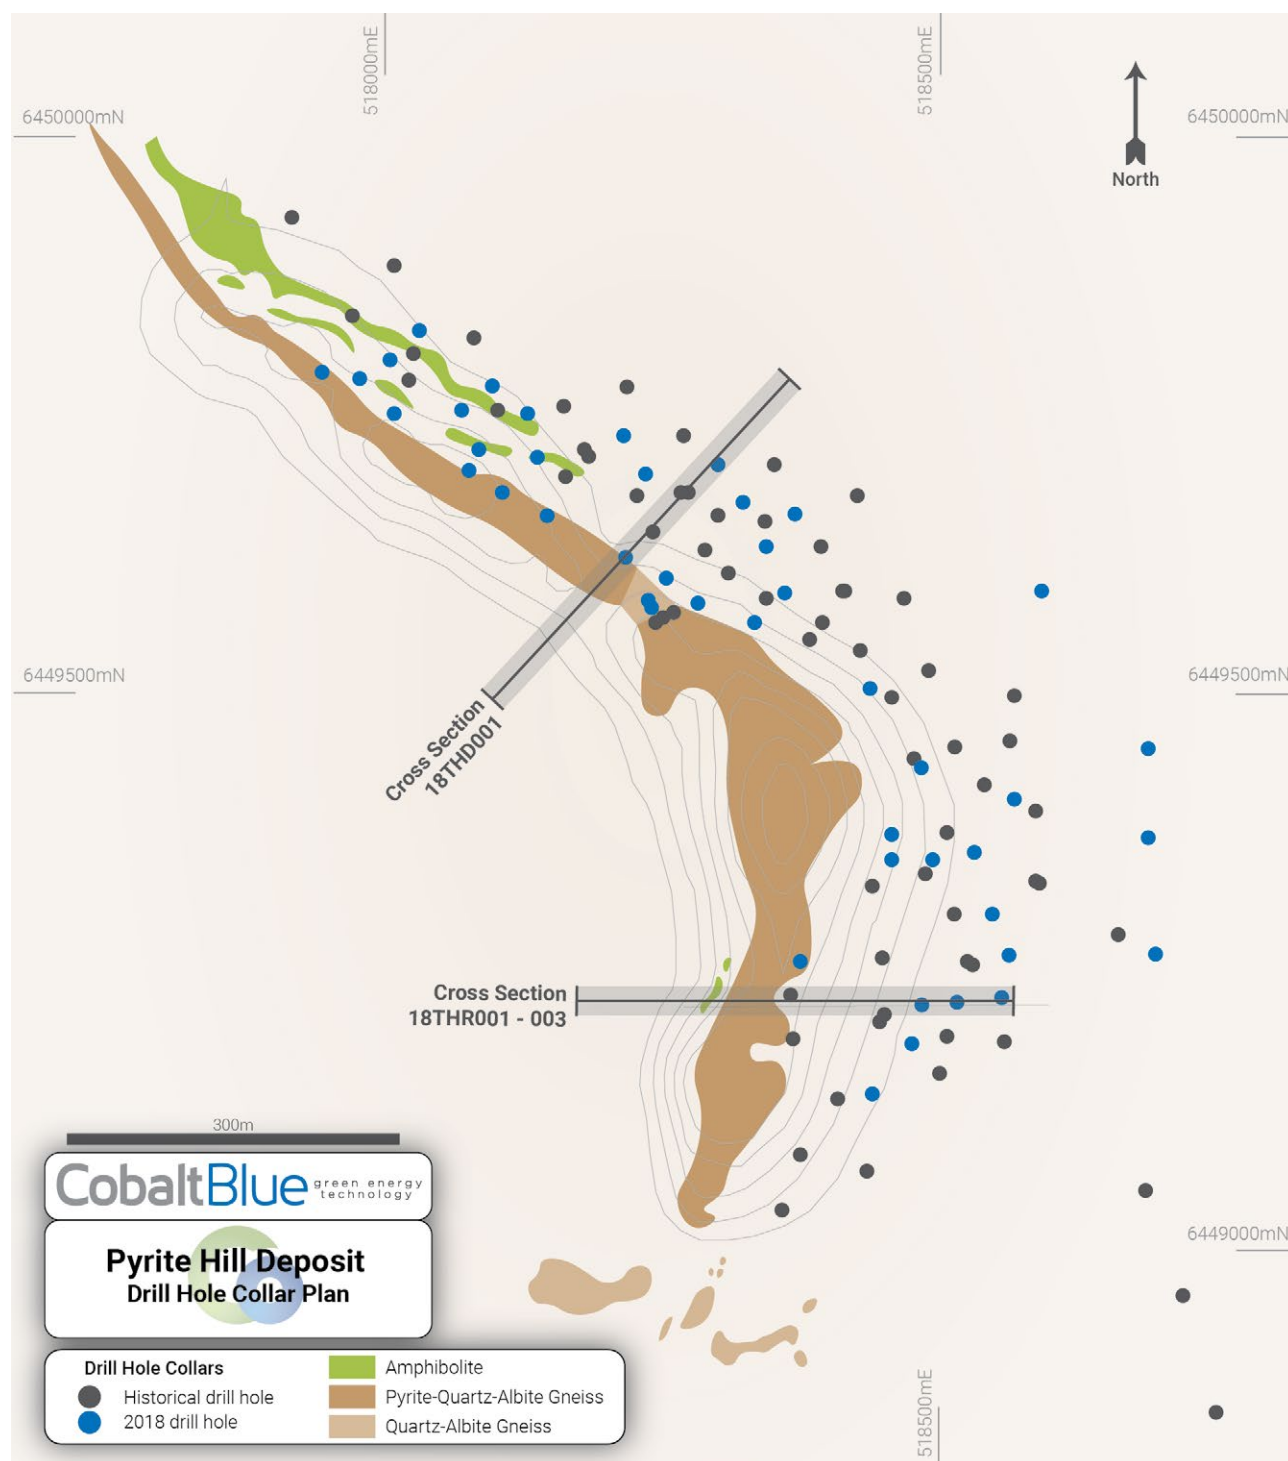 518000mE
518500mE
6450000mN
6450000mN
North
6449500mN
6449500mN
Cross Section
18THD001
Cross Section
18THR001 - 003
300m
CobaltBlue green energy
technology
6449000mN
Pyrite Hill Deposit
Drill Hole Collar Plan
Drill Hole Collars
Historical drill hole
2018 drill hole
Amphibolite
Pyrite-Quartz-Albite Gneiss
Quartz-Albite Gneiss
518500mE